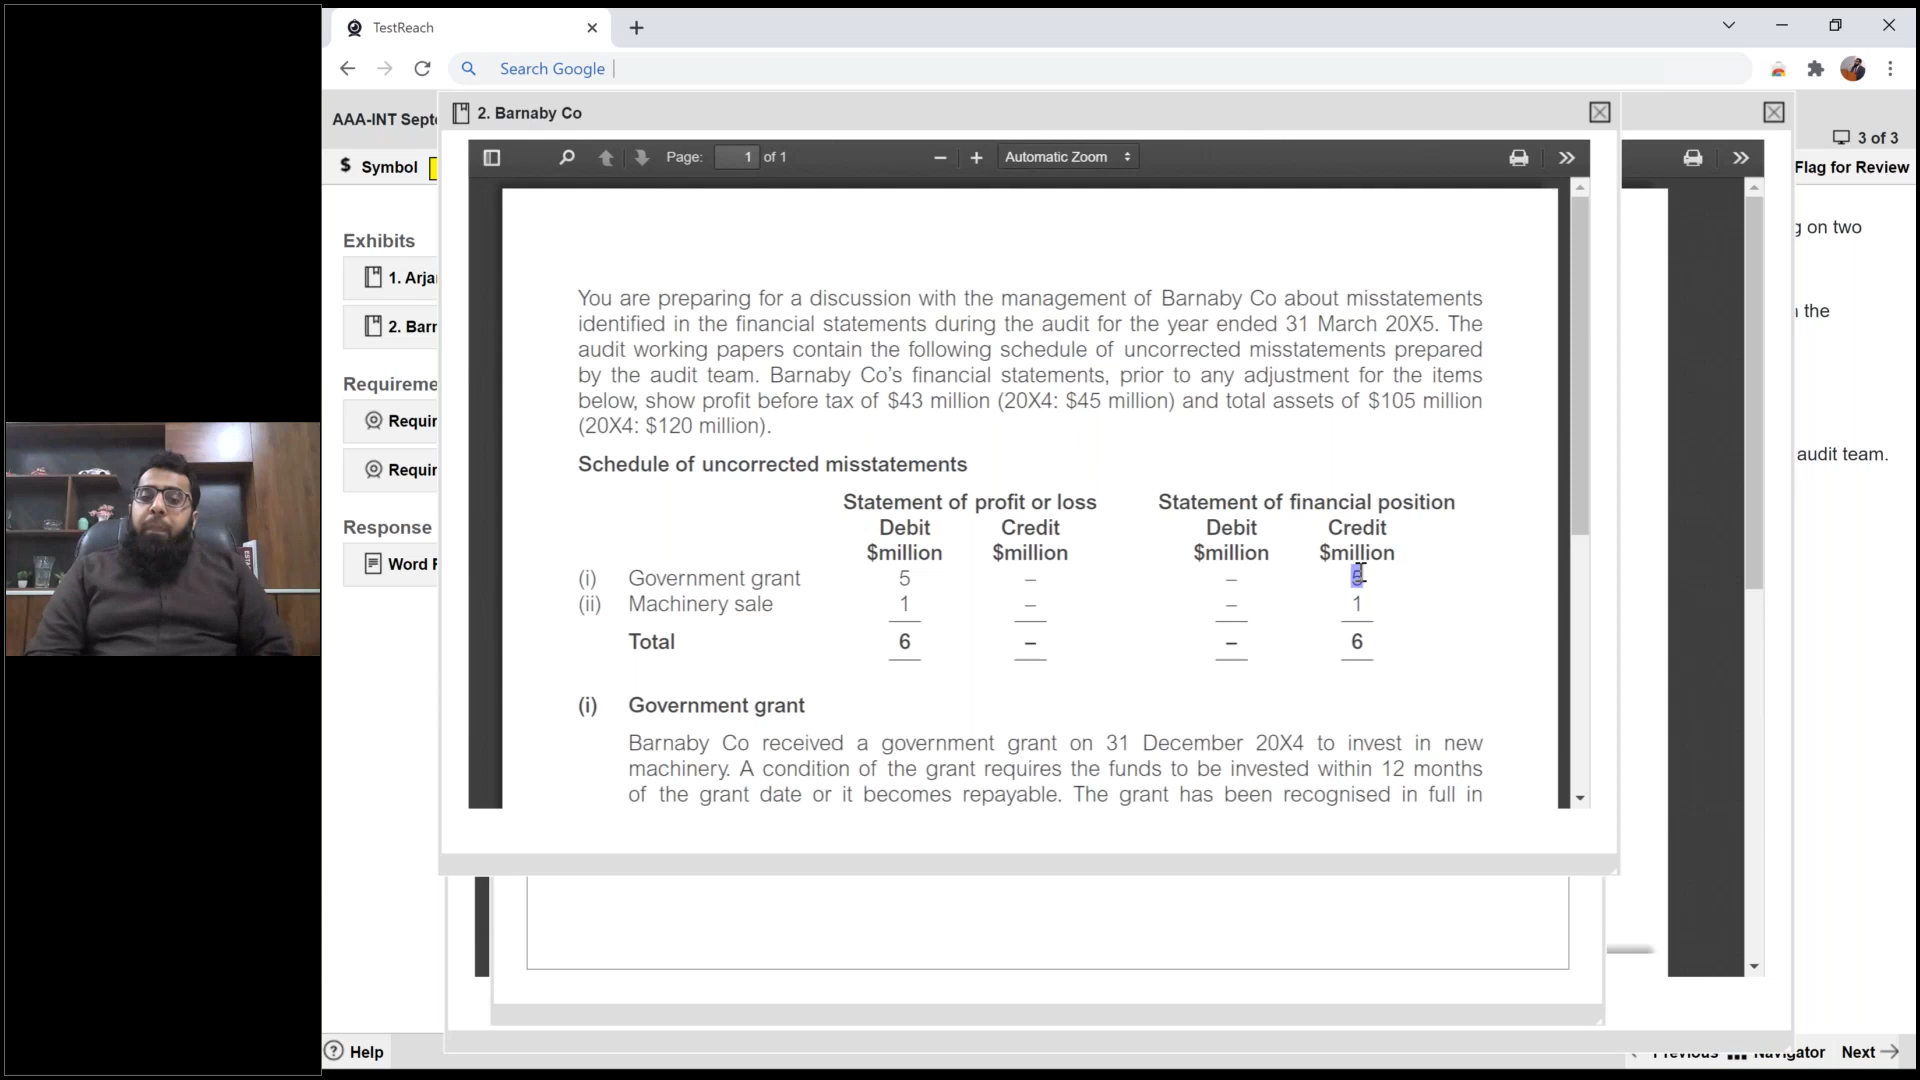 TestReach
Search Google
AAA-INT Septe
2. Barnaby Co
3 of 3
$ Symbol
Page: 1 of 1
Automatic Zoom
Flag for Review
Exhibits
1. Arja
2. Barr
Requireme
Requir
Requir
Response
Word F
g on two
the
audit team.
You are preparing for a discussion with the management of Barnaby Co about misstatements
identified in the financial statements during the audit for the year ended 31 March 20X5. The
audit working papers contain the following schedule of uncorrected misstatements prepared
by the audit team. Barnaby Co's financial statements, prior to any adjustment for the items
below, show profit before tax of $43 million (20X4: $45 million) and total assets of $105 million
(20X4: $120 million).
Schedule of uncorrected misstatements
Statement of profit or loss Statement of financial position
Debit Credit Debit Credit
$million $million $million $million
(i) Government grant 5 – – 5
(ii) Machinery sale 1 – – 1
Total 6 – – 6
(i) Government grant
Barnaby Co received a government grant on 31 December 20X4 to invest in new
machinery. A condition of the grant requires the funds to be invested within 12 months
of the grant date or it becomes repayable. The grant has been recognised in full in
Help
Previous Navigator Next